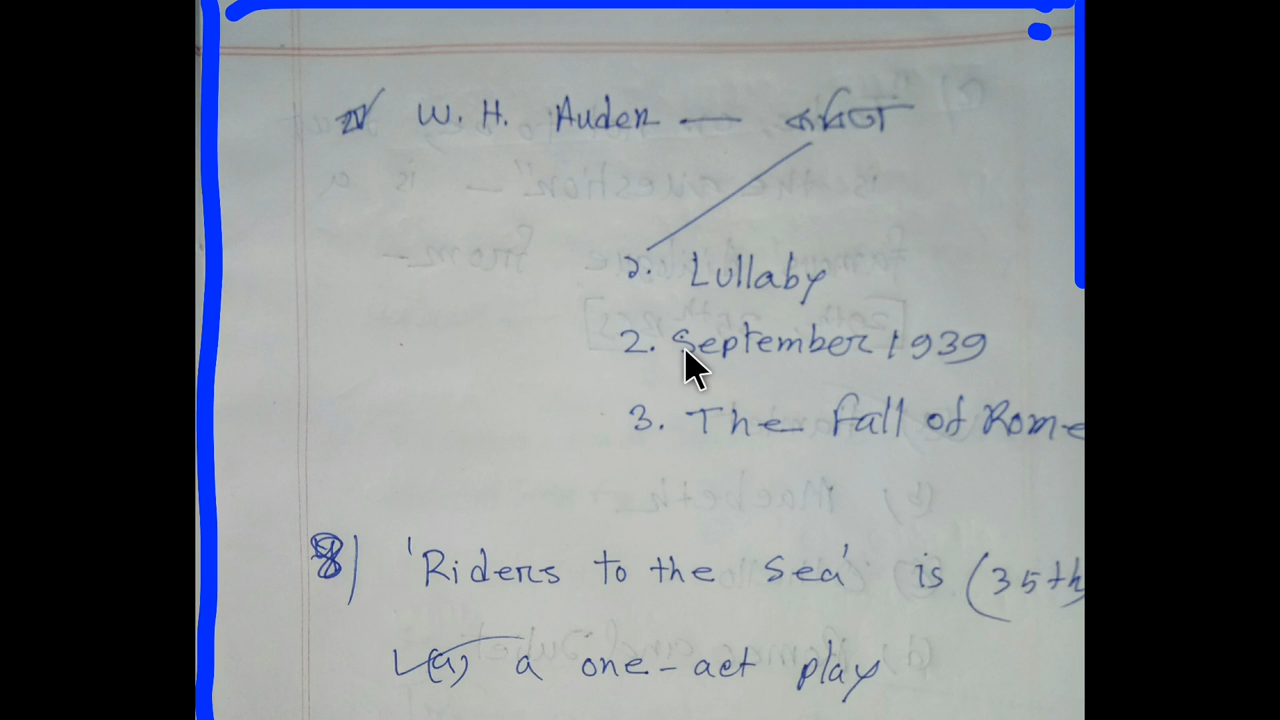 W. H. Auden — কবিতা
1. Lullaby
2. September 1939
3. The Fall of Rome
8) 'Riders to the Sea' is (35th
(a) a one-act play